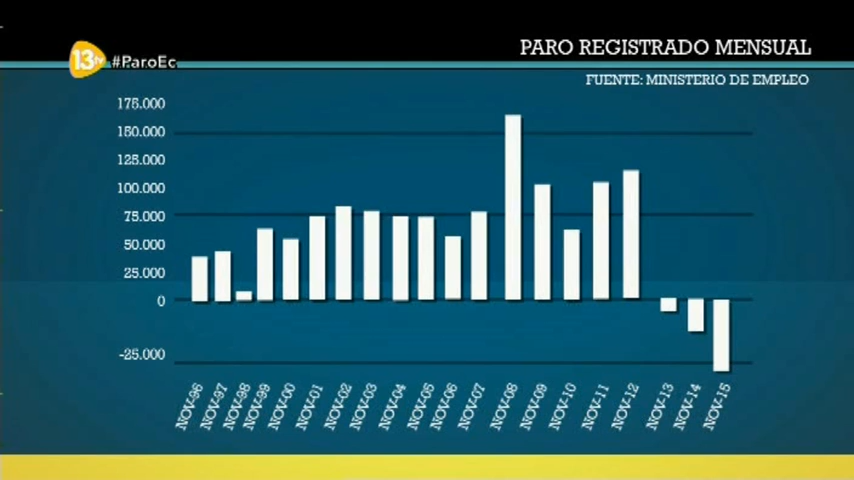 PARO REGISTRADO MENSUAL
13tv #ParoEc
FUENTE: MINISTERIO DE EMPLEO
175.000
150.000
125.000
100.000
75.000
50.000
25.000
0
-25.000
NOV-96
NOV-97
NOV-98
NOV-99
NOV-00
NOV-01
NOV-02
NOV-03
NOV-04
NOV-05
NOV-06
NOV-07
NOV-08
NOV-09
NOV-10
NOV-11
NOV-12
NOV-13
NOV-14
NOV-15